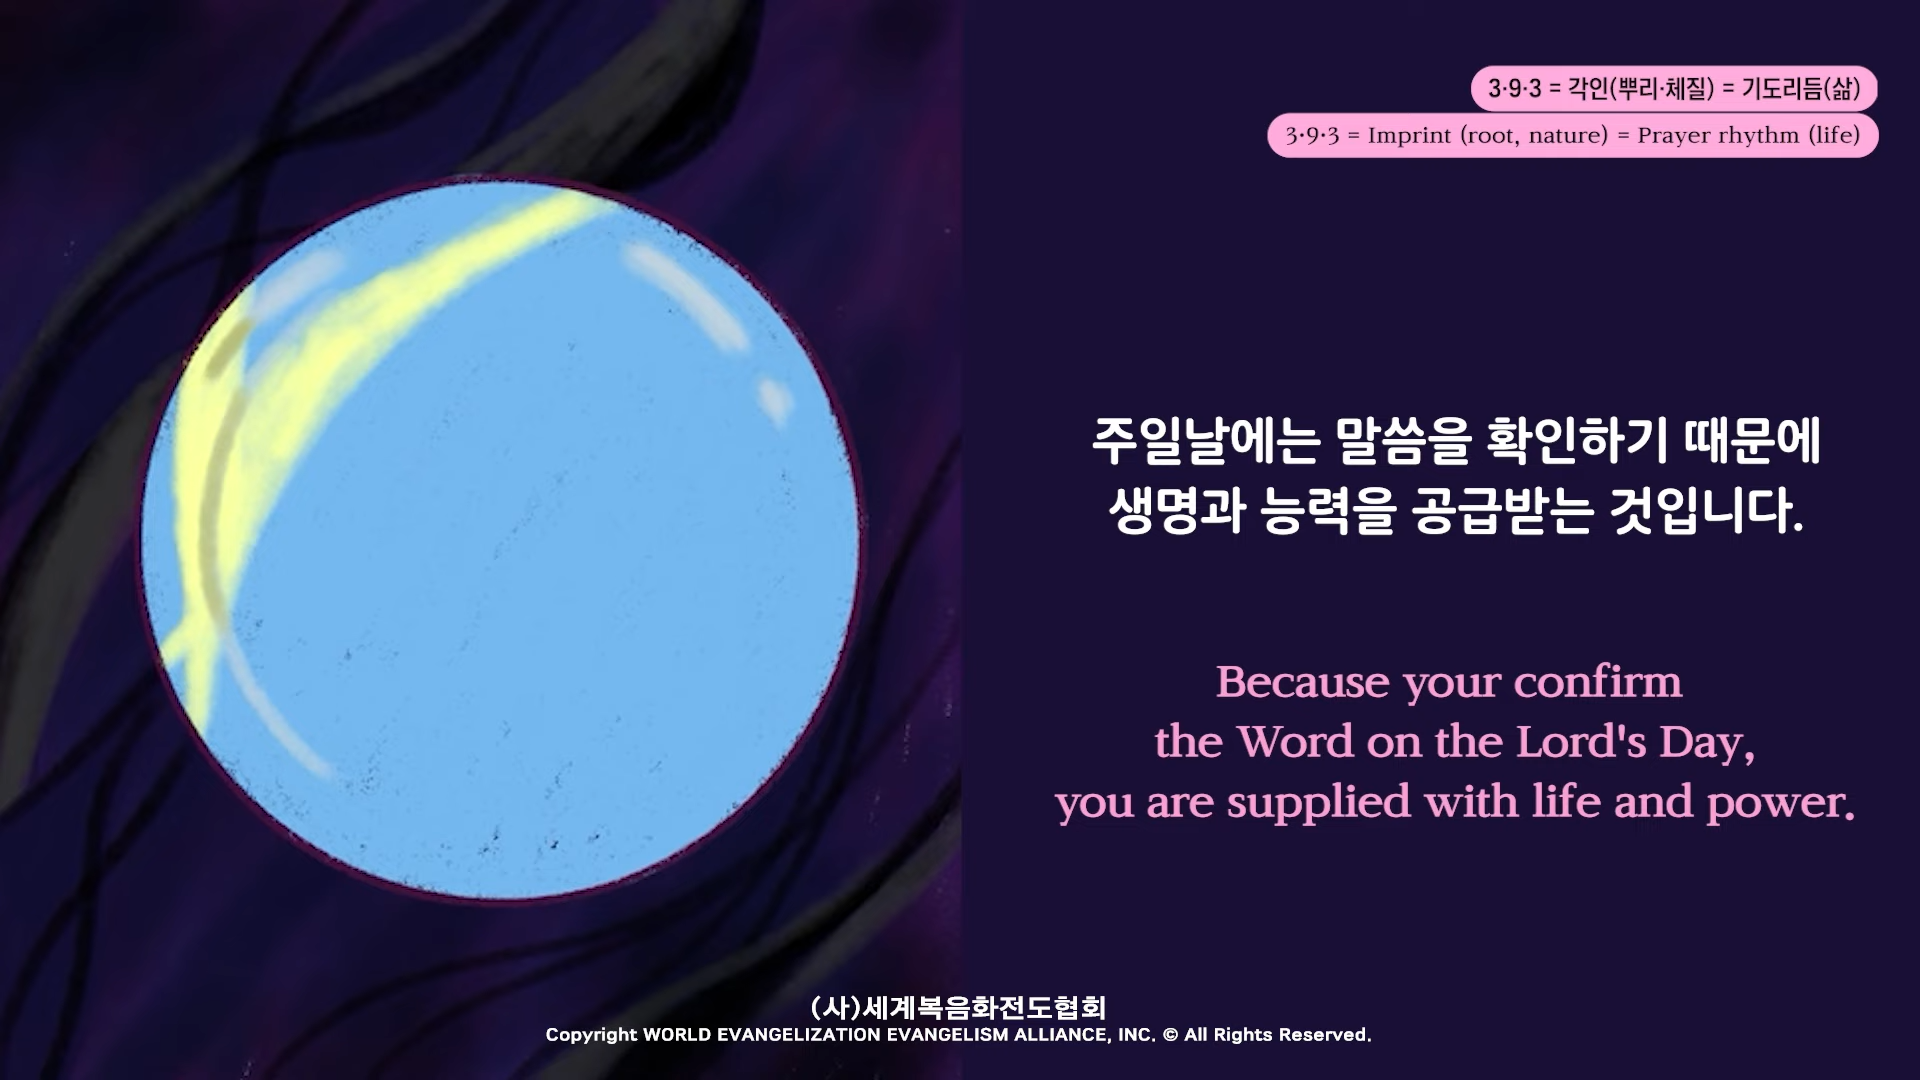 3·9·3 = 각인(뿌리·체질) = 기도리듬(삶)
3·9·3 = Imprint (root, nature) = Prayer rhythm (life)
주일날에는 말씀을 확인하기 때문에
생명과 능력을 공급받는 것입니다.
Because your confirm
the Word on the Lord's Day,
you are supplied with life and power.
(사)세계복음화전도협회
Copyright WORLD EVANGELIZATION EVANGELISM ALLIANCE, INC. © All Rights Reserved.